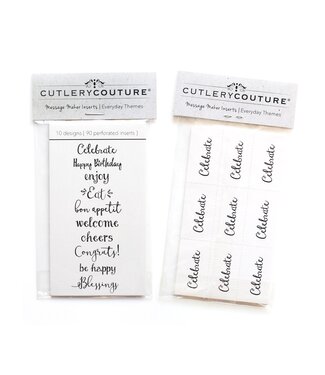 CUTLERYCOUTURE®
Message Maker Inserts | Everyday Themes
10 designs | 90 perforated inserts |
Celebrate
Happy Birthday
enjoy
Eat
bon appetit
welcome
cheers
Congrats!
be happy
Blessings
CUTLERYCOUTURE®
Message Maker Inserts | Everyday Themes
Celebrate
Celebrate
Celebrate
Celebrate
Celebrate
Celebrate
Celebrate
Celebrate
Celebrate